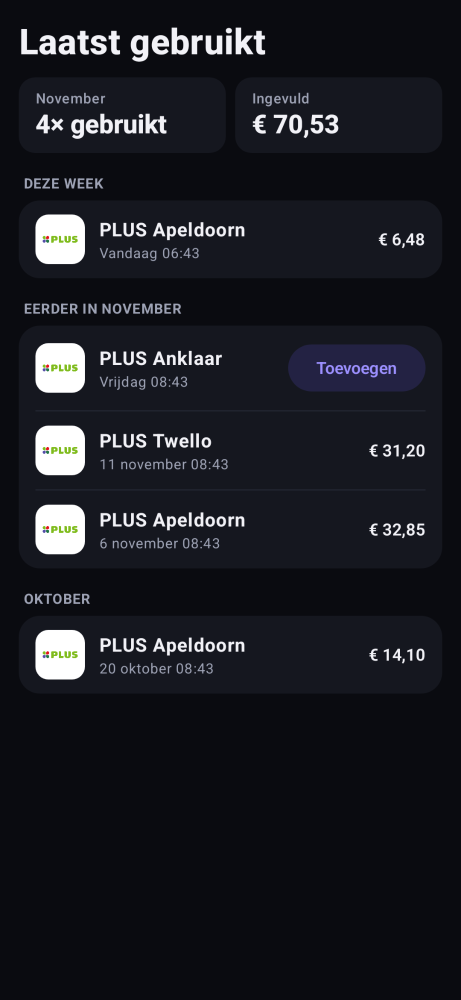 Laatst gebruikt
November
4× gebruikt
Ingevuld
€ 70,53
DEZE WEEK
PLUS
PLUS Apeldoorn
Vandaag 06:43
€ 6,48
EERDER IN NOVEMBER
PLUS
PLUS Anklaar
Vrijdag 08:43
Toevoegen
PLUS
PLUS Twello
11 november 08:43
€ 31,20
PLUS
PLUS Apeldoorn
6 november 08:43
€ 32,85
OKTOBER
PLUS
PLUS Apeldoorn
20 oktober 08:43
€ 14,10